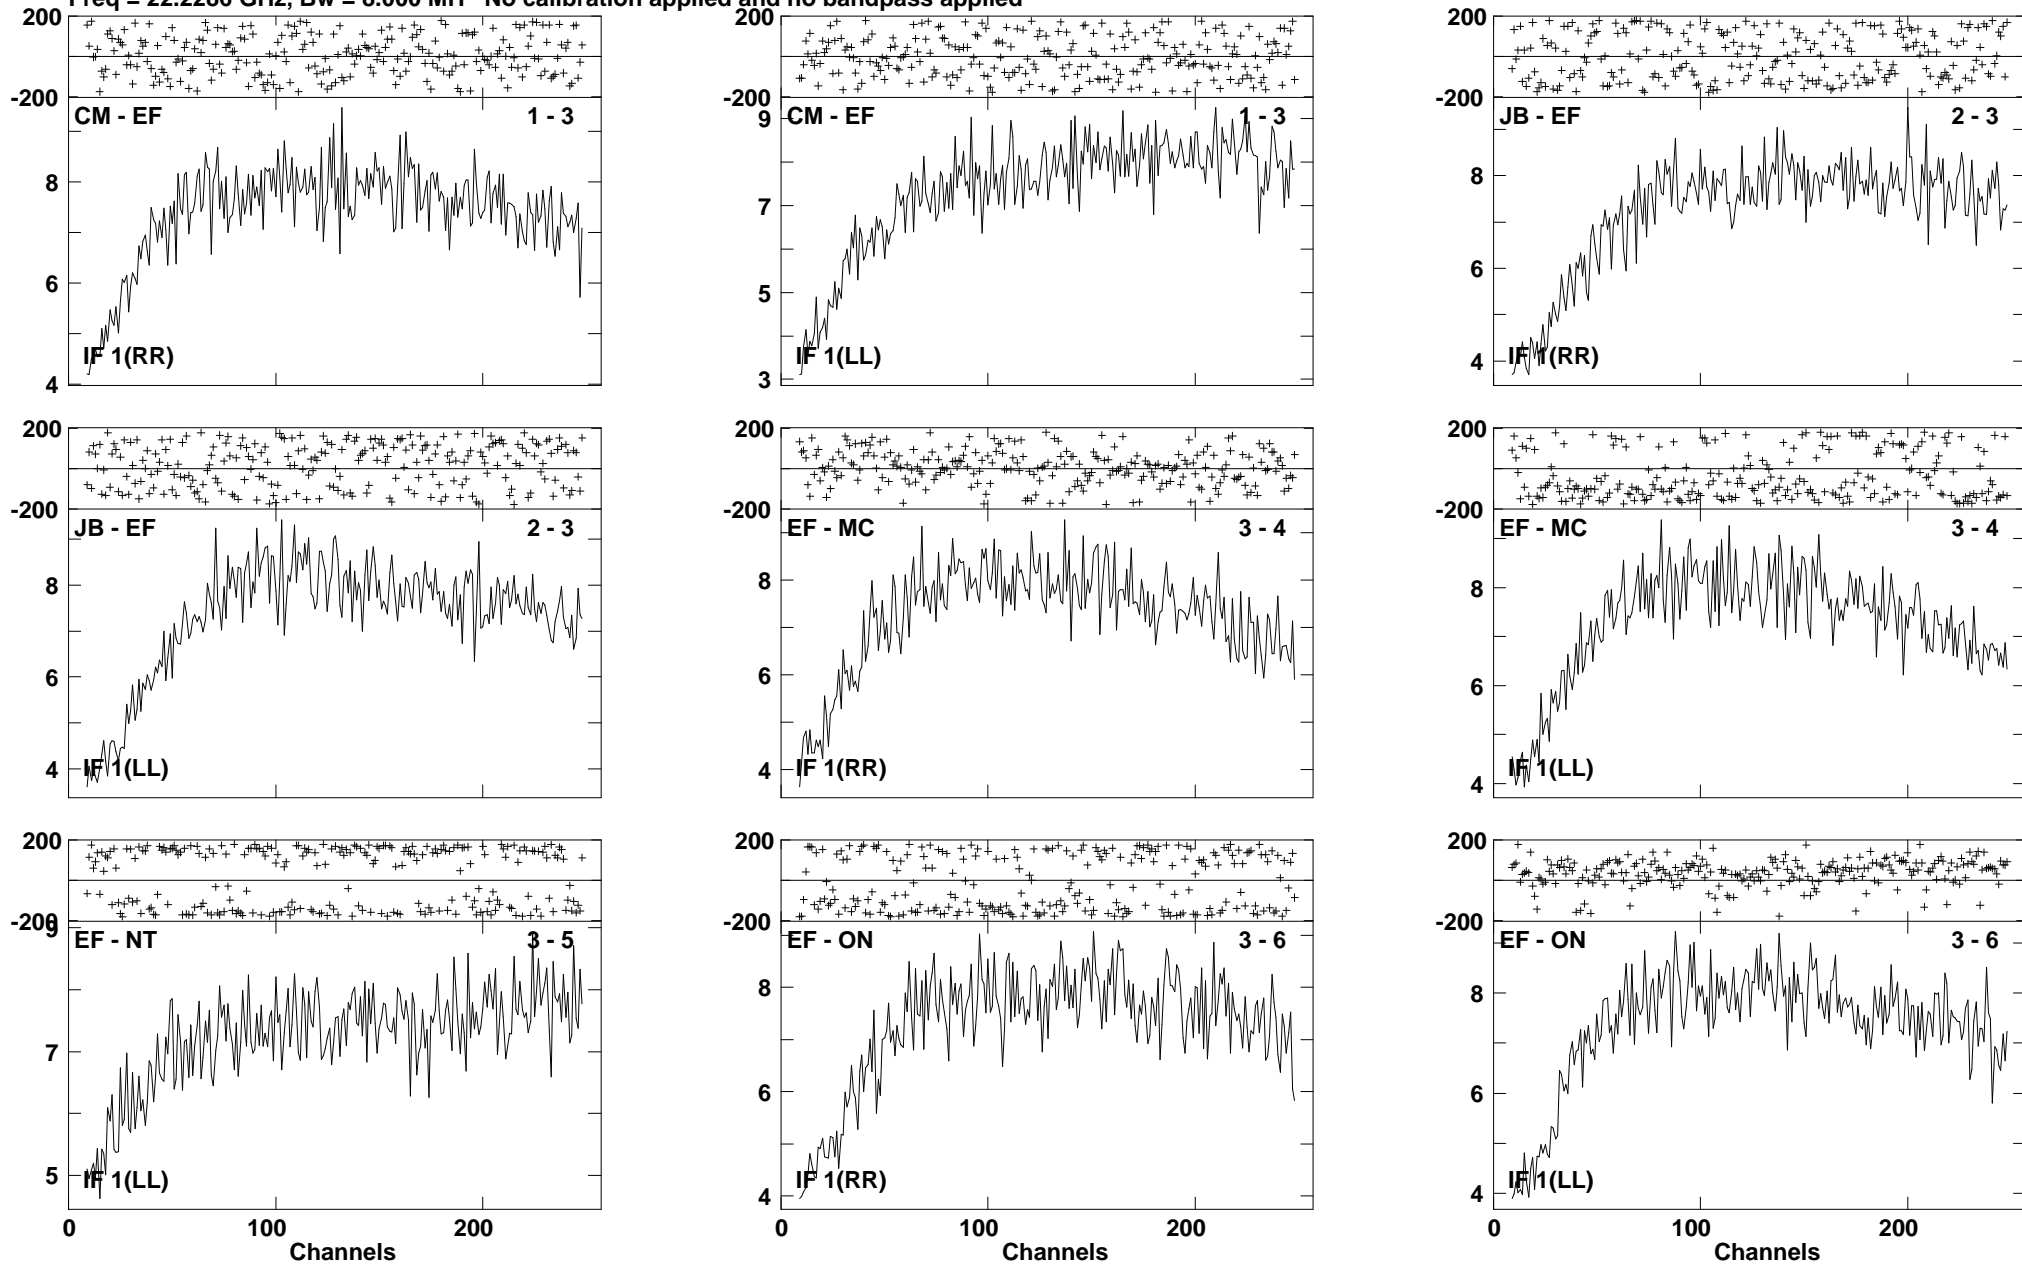 No calibration applied and no bandpass applied
200
-200
CM - EF 1 - 3
8
6
4
IF 1(RR)
200
-200
CM - EF 1 - 3
9
7
5
3
IF 1(LL)
200
-200
JB - EF 2 - 3
8
6
4
IF 1(RR)
200
-200
JB - EF 2 - 3
8
6
4
IF 1(LL)
200
-200
EF - MC 3 - 4
8
6
4
IF 1(RR)
200
-200
EF - MC 3 - 4
8
6
4
IF 1(LL)
200
-200
9
EF - NT 3 - 5
7
5
IF 1(LL)
0 100 200
Channels
200
-200
EF - ON 3 - 6
8
6
4
IF 1(RR)
0 100 200
Channels
200
-200
EF - ON 3 - 6
8
6
4
IF 1(LL)
0 100 200
Channels